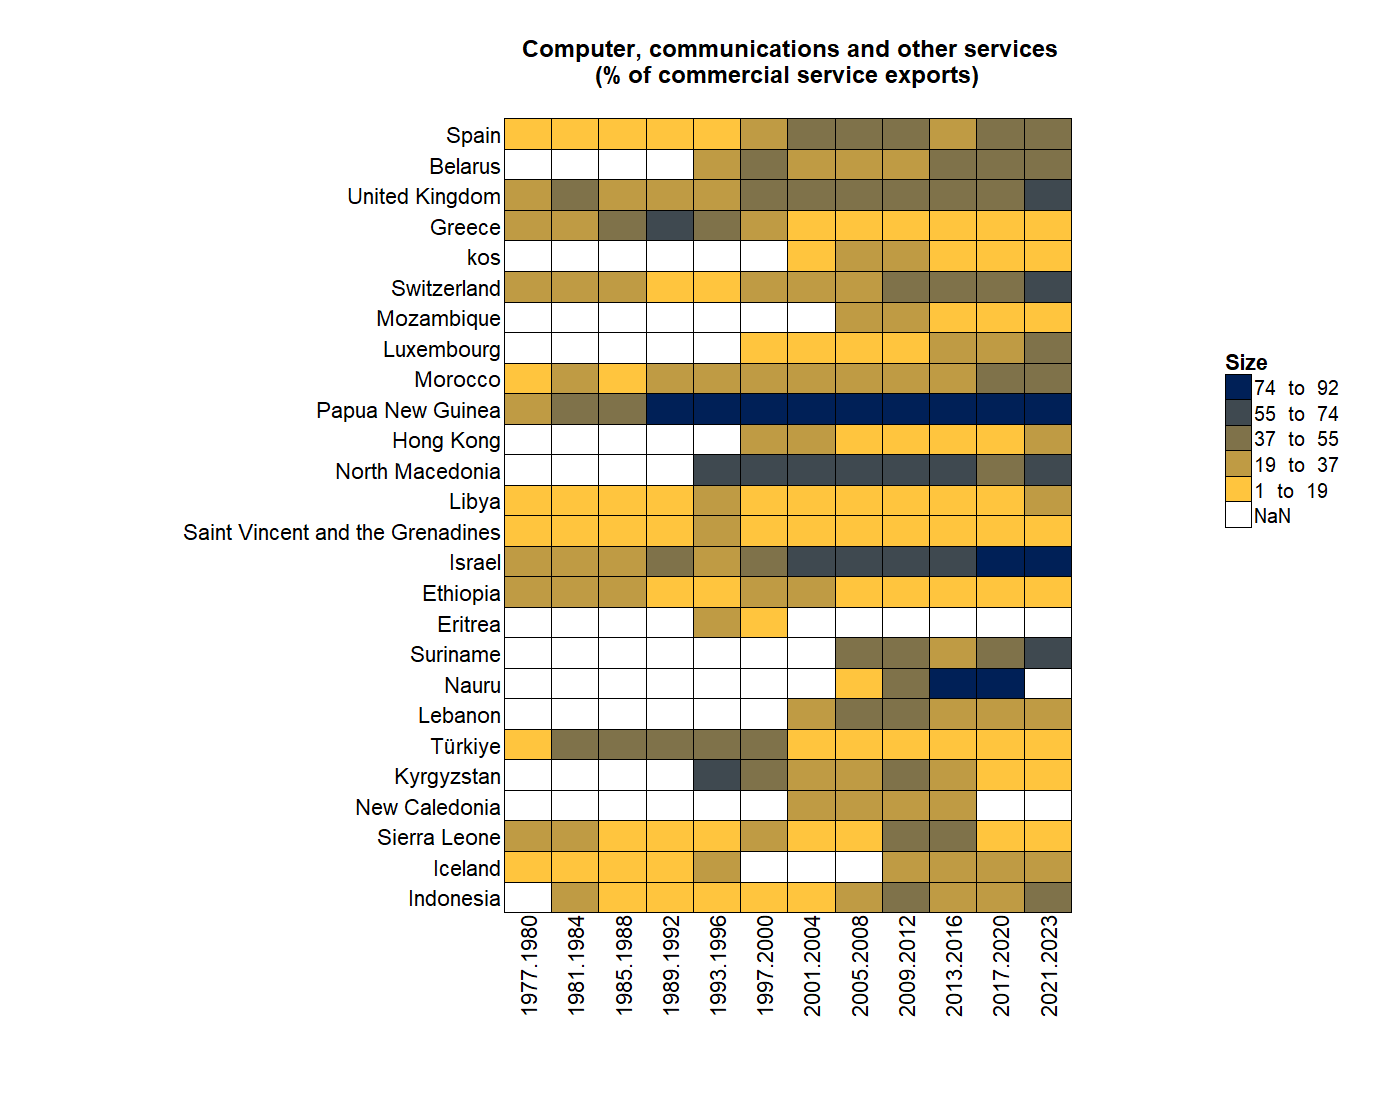 Computer, communications and other services
(% of commercial service exports)
Spain
Belarus
United Kingdom
Greece
kos
Switzerland
Mozambique
Luxembourg
Morocco
Papua New Guinea
Hong Kong
North Macedonia
Libya
Saint Vincent and the Grenadines
Israel
Ethiopia
Eritrea
Suriname
Nauru
Lebanon
Türkiye
Kyrgyzstan
New Caledonia
Sierra Leone
Iceland
Indonesia
1977.1980
1981.1984
1985.1988
1989.1992
1993.1996
1997.2000
2001.2004
2005.2008
2009.2012
2013.2016
2017.2020
2021.2023
Size
74 to 92
55 to 74
37 to 55
19 to 37
1 to 19
NaN